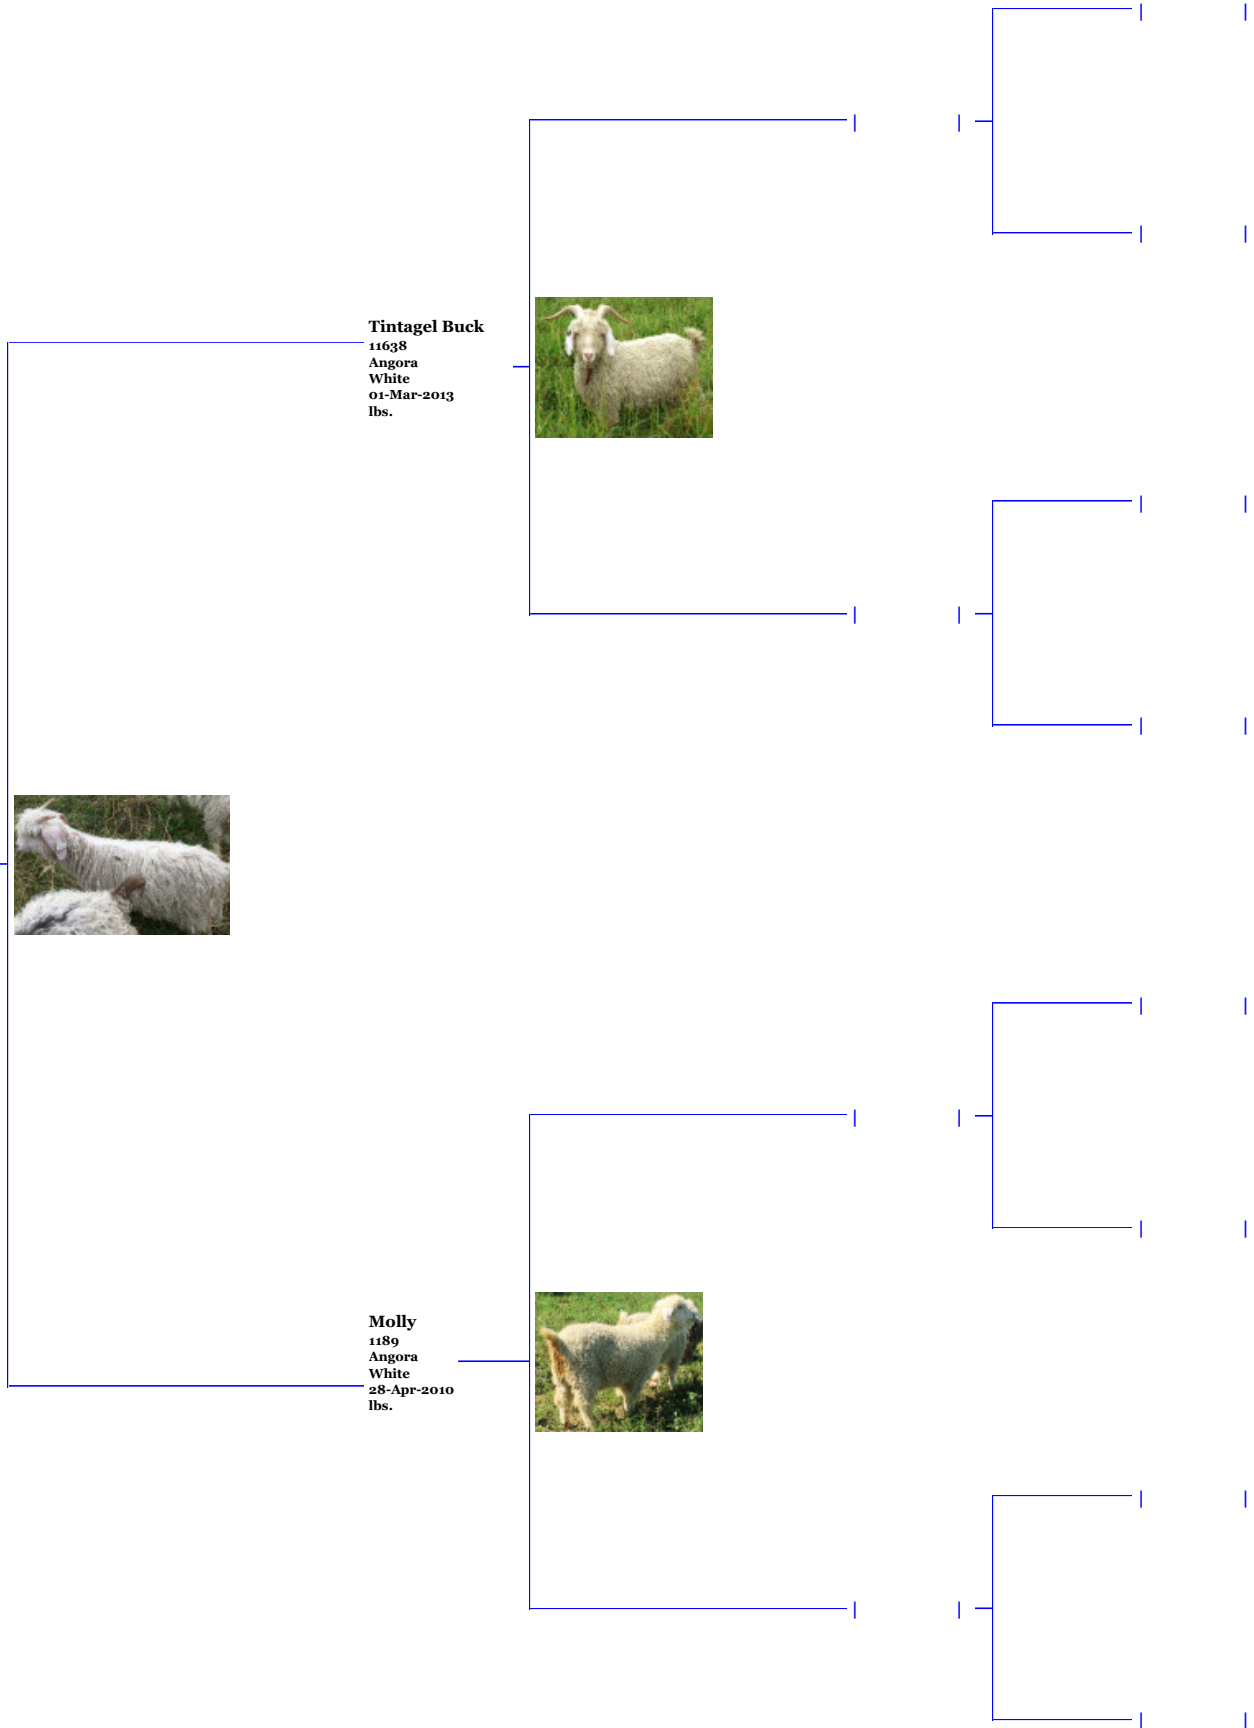 Tintagel Buck
11638
Angora
White
01-Mar-2013
lbs.
Molly
1189
Angora
White
28-Apr-2010
lbs.